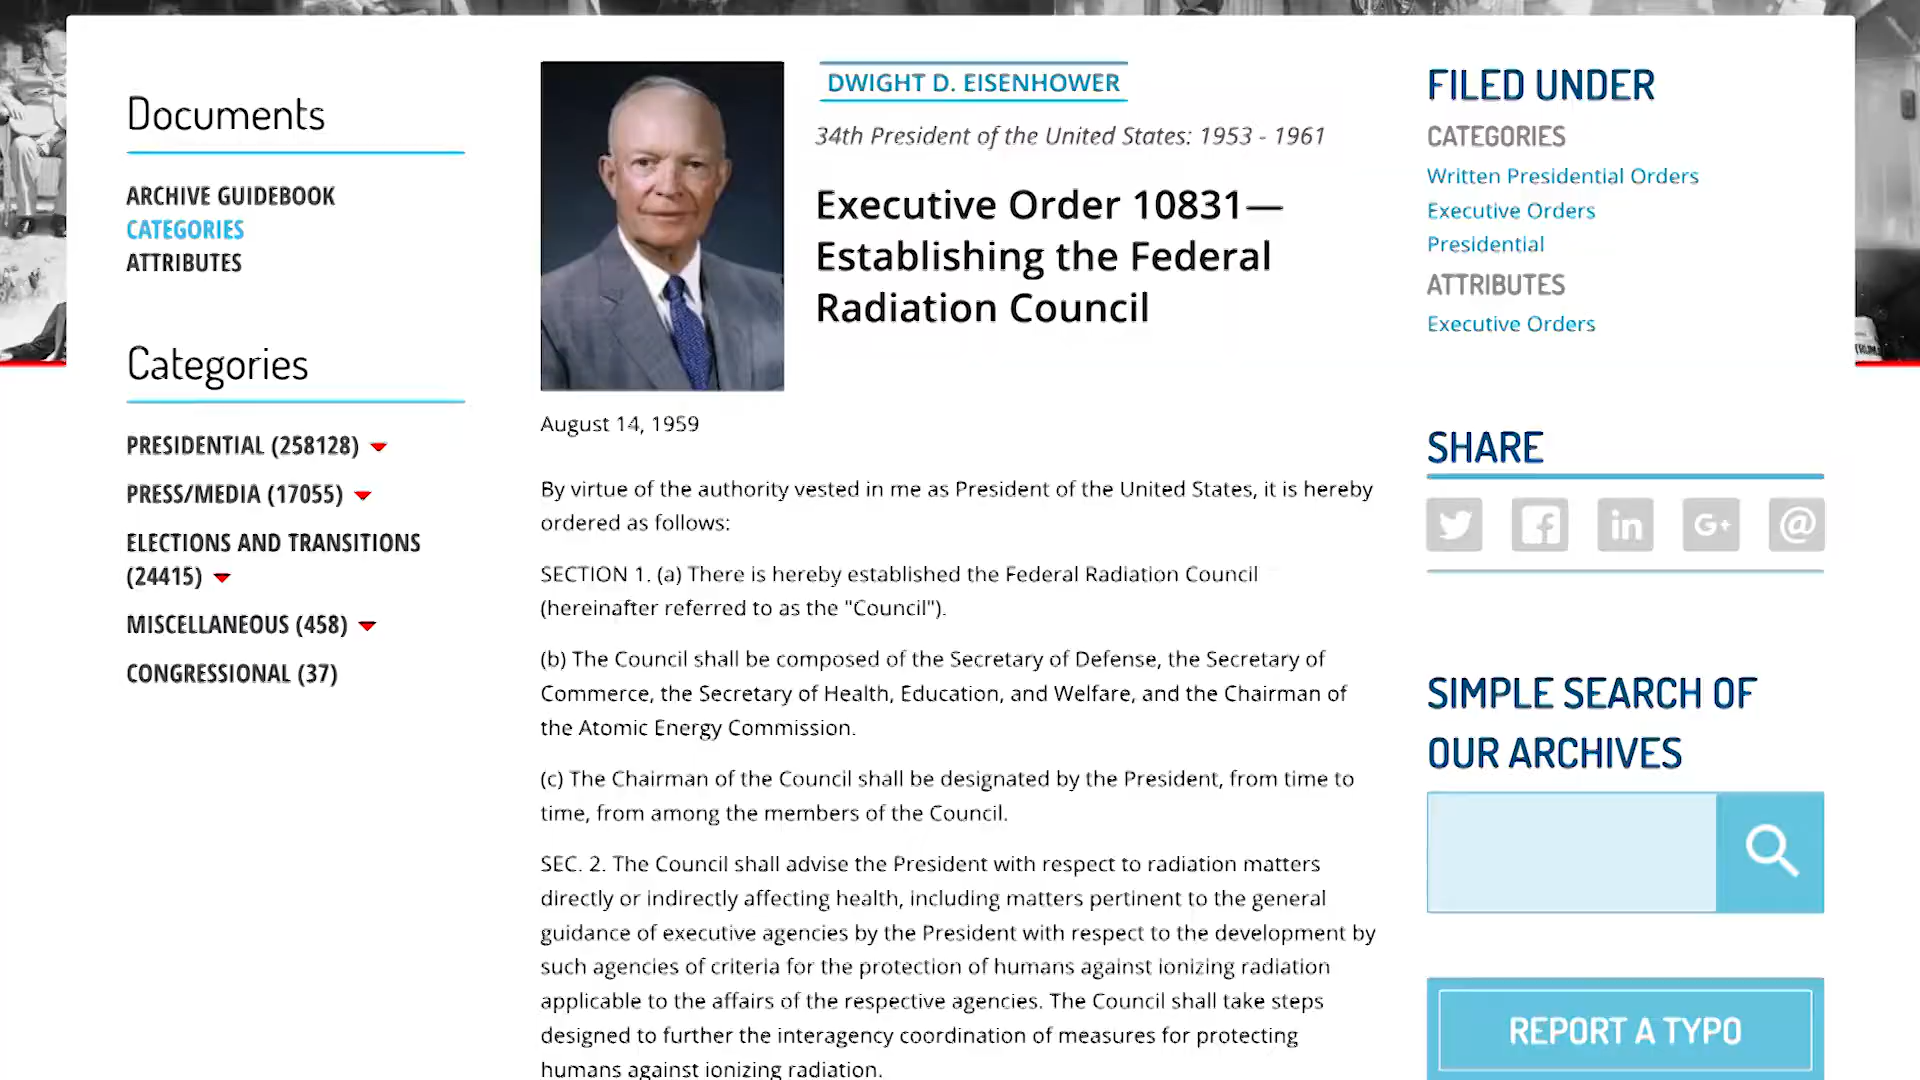 Documents
ARCHIVE GUIDEBOOK
CATEGORIES
ATTRIBUTES
Categories
PRESIDENTIAL (258128)
PRESS/MEDIA (17055)
ELECTIONS AND TRANSITIONS
(24415)
MISCELLANEOUS (458)
CONGRESSIONAL (37)
DWIGHT D. EISENHOWER
34th President of the United States: 1953 - 1961
Executive Order 10831—
Establishing the Federal
Radiation Council
August 14, 1959
By virtue of the authority vested in me as President of the United States, it is hereby
ordered as follows:
SECTION 1. (a) There is hereby established the Federal Radiation Council
(hereinafter referred to as the "Council").
(b) The Council shall be composed of the Secretary of Defense, the Secretary of
Commerce, the Secretary of Health, Education, and Welfare, and the Chairman of
the Atomic Energy Commission.
(c) The Chairman of the Council shall be designated by the President, from time to
time, from among the members of the Council.
SEC. 2. The Council shall advise the President with respect to radiation matters
directly or indirectly affecting health, including matters pertinent to the general
guidance of executive agencies by the President with respect to the development by
such agencies of criteria for the protection of humans against ionizing radiation
applicable to the affairs of the respective agencies. The Council shall take steps
designed to further the interagency coordination of measures for protecting
humans against ionizing radiation.
FILED UNDER
CATEGORIES
Written Presidential Orders
Executive Orders
Presidential
ATTRIBUTES
Executive Orders
SHARE
in
G+
@
SIMPLE SEARCH OF
OUR ARCHIVES
REPORT A TYPO